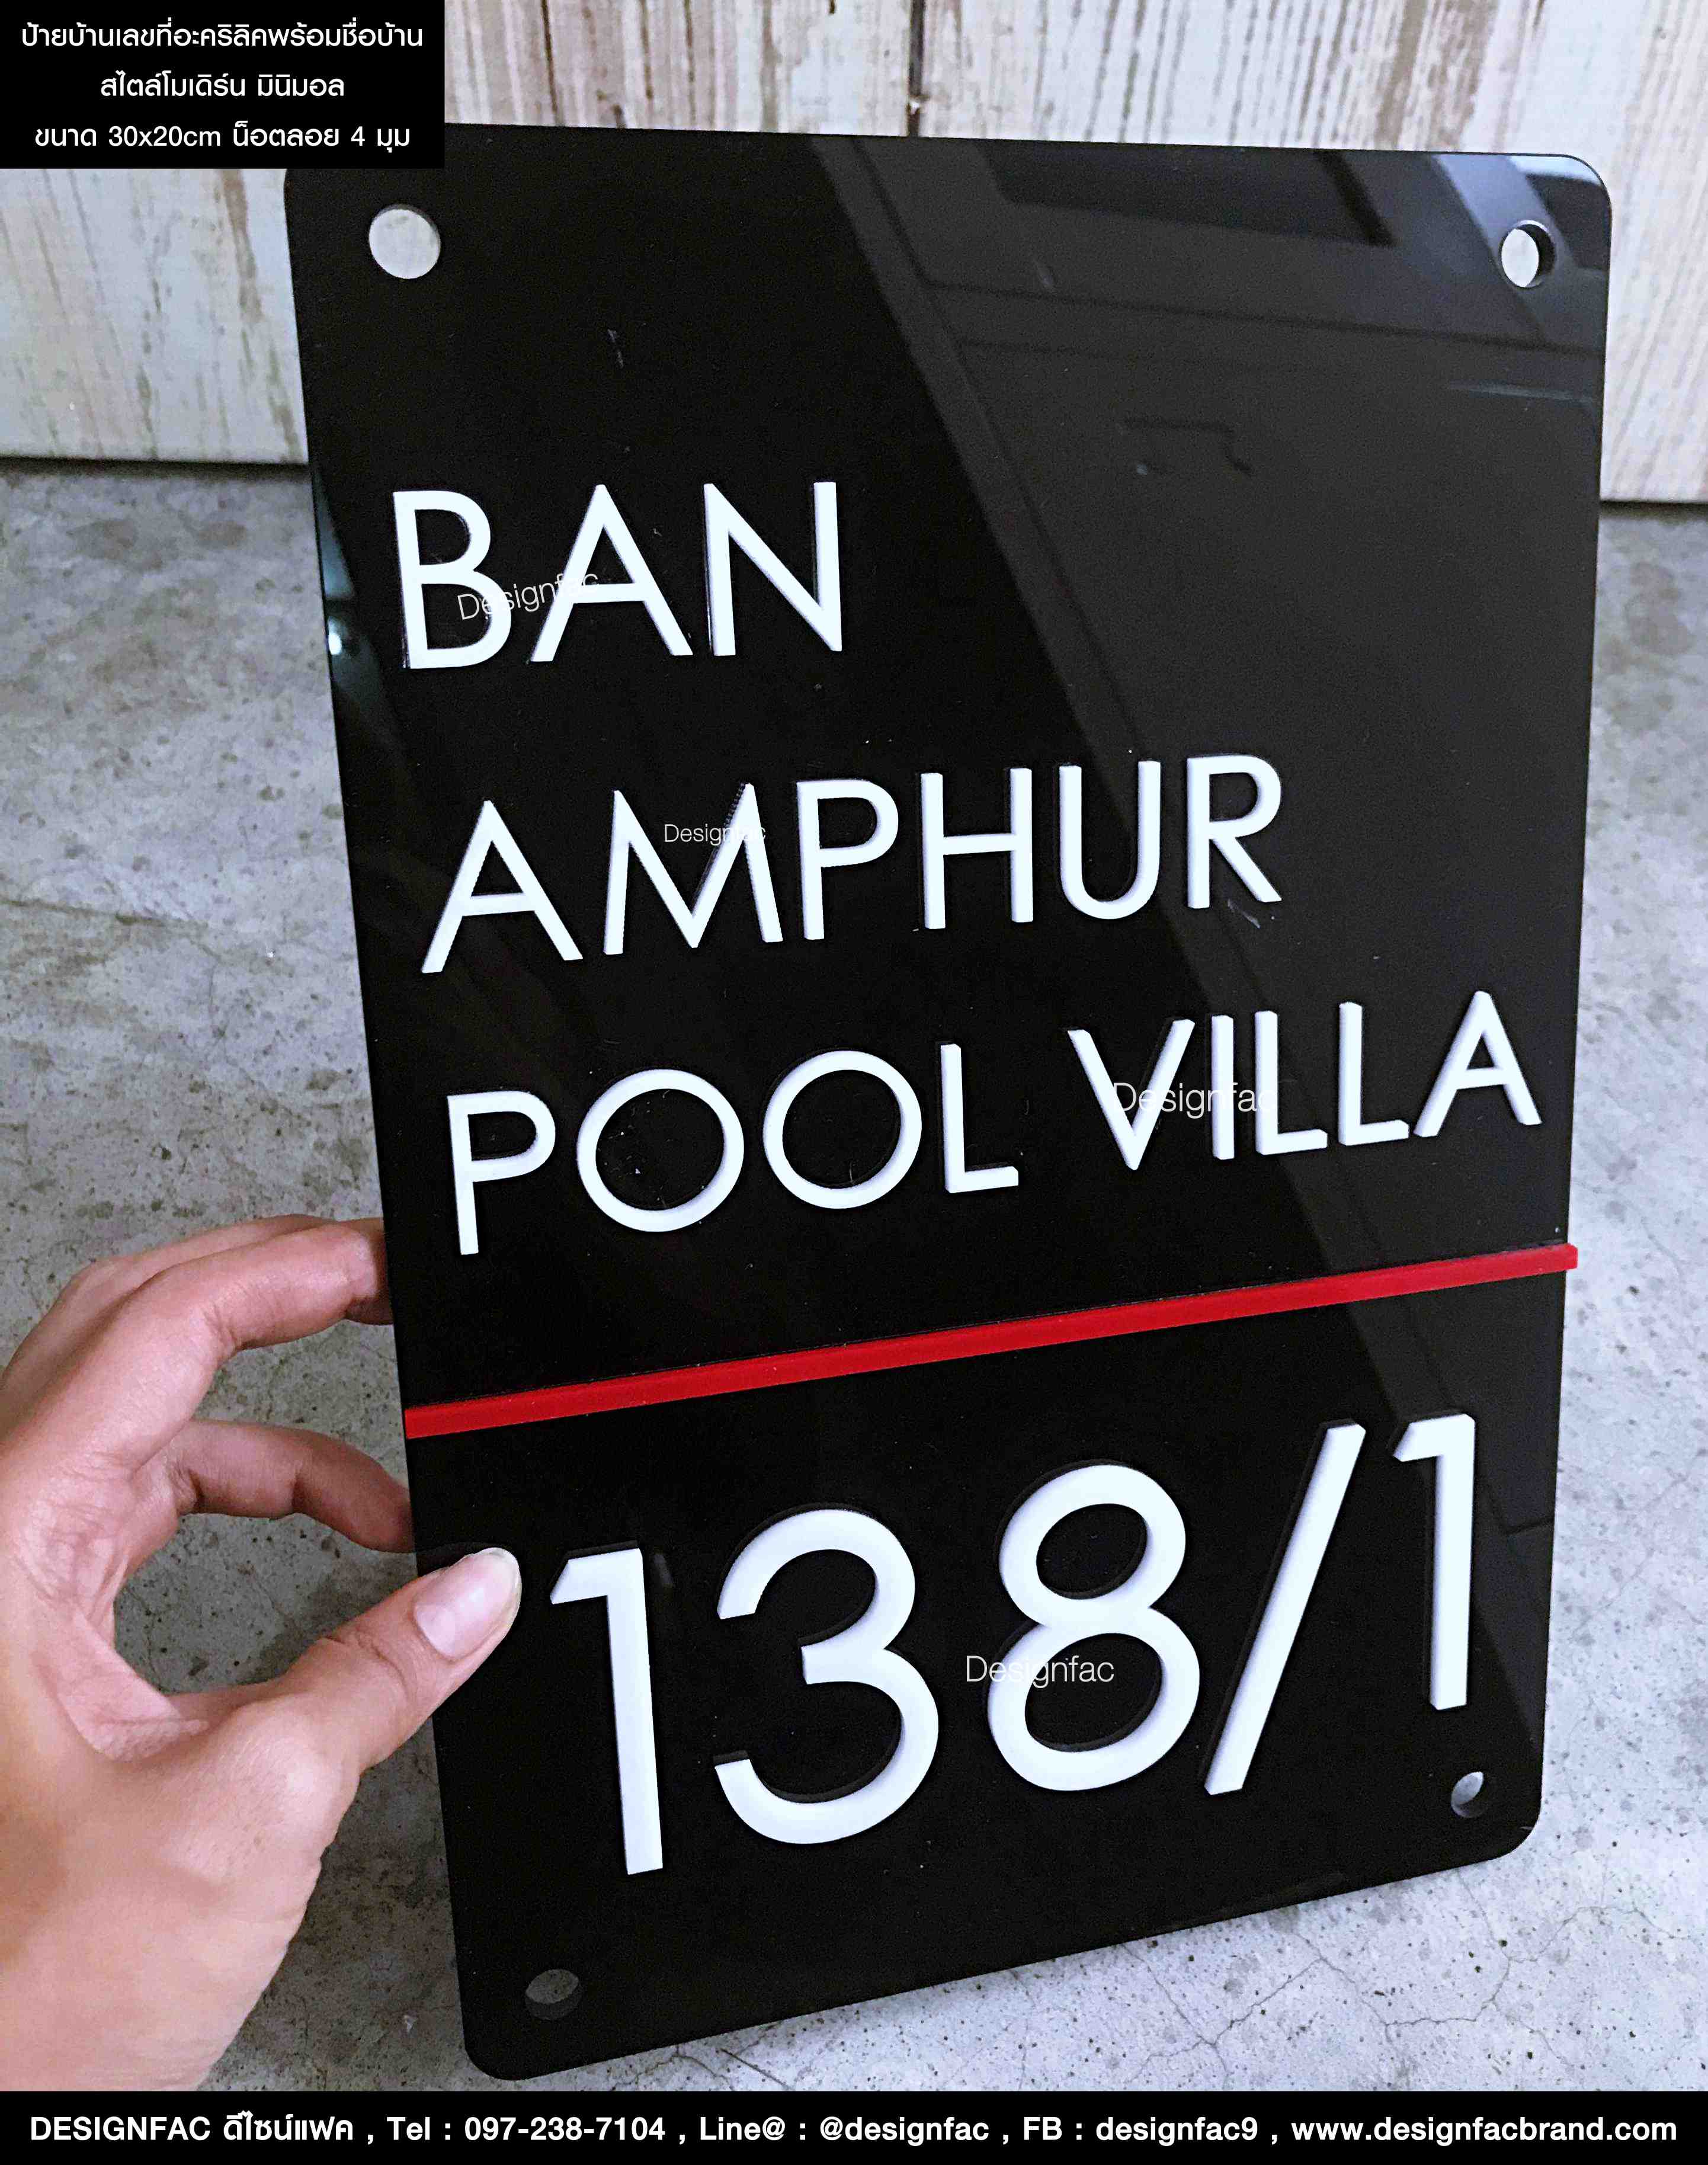 ป้ายบ้านเลขที่อะคริลิคพร้อมชื่อบ้าน
สไตล์โมเดิร์น มินิมอล
ขนาด 30x20cm น็อตลอย 4 มุม
BAN
Designfac
AMPHUR
Designfac
POOL VILLA
Designfac
138/1
Designfac
DESIGNFAC ดีไซน์แฟค , Tel : 097-238-7104 , Line@ : @designfac , FB : designfac9 , www.designfacbrand.com